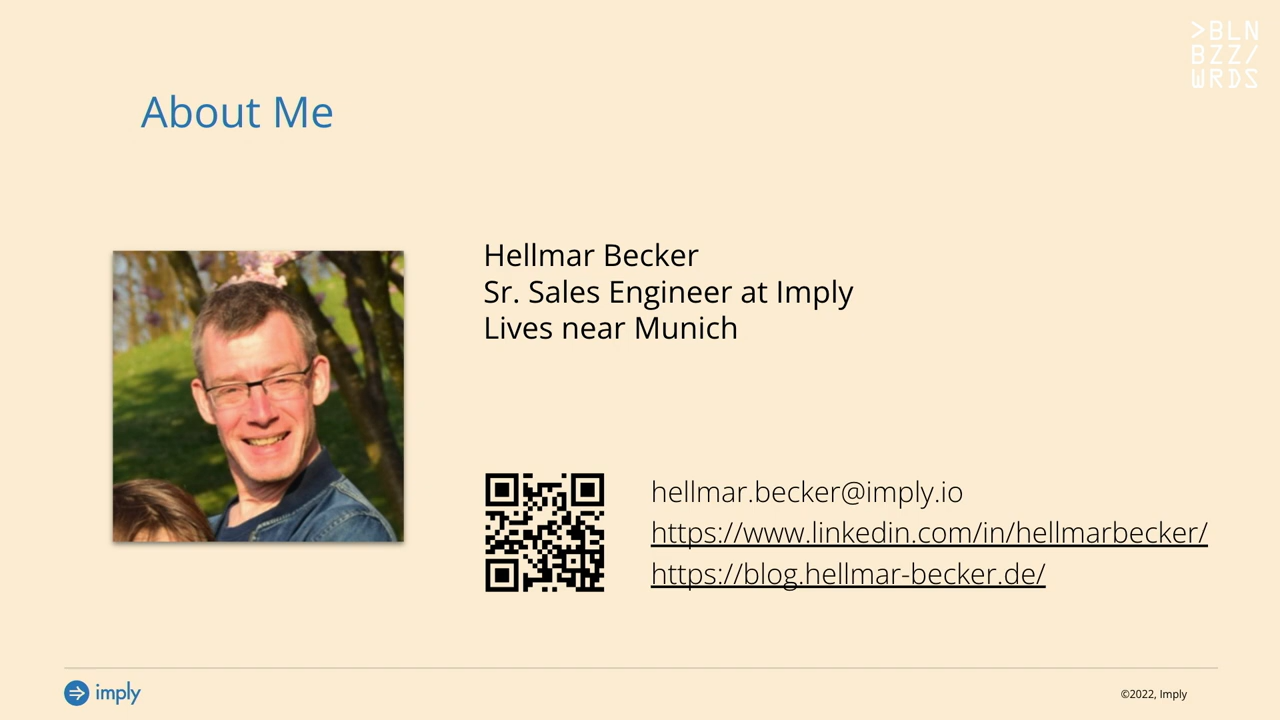 >BLN
BZZ/
WRDS
About Me
Hellmar Becker
Sr. Sales Engineer at Imply
Lives near Munich
hellmar.becker@imply.io
https://www.linkedin.com/in/hellmarbecker/
https://blog.hellmar-becker.de/
imply
©2022, Imply